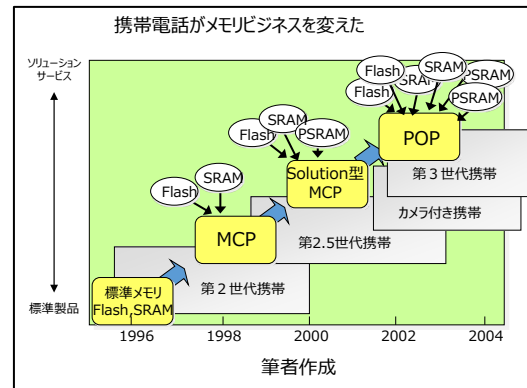 携帯電話がメモリビジネスを変えた
ソリューション
サービス
Flash
SRAM
PSRAM
Flash
SRAM
PSRAM
POP
Flash
SRAM
PSRAM
Solution型
MCP
第3世代携帯
Flash
SRAM
カメラ付き携帯
MCP
第2.5世代携帯
標準メモリ
Flash,SRAM
第2世代携帯
標準製品
1996
1998
2000
2002
2004
筆者作成